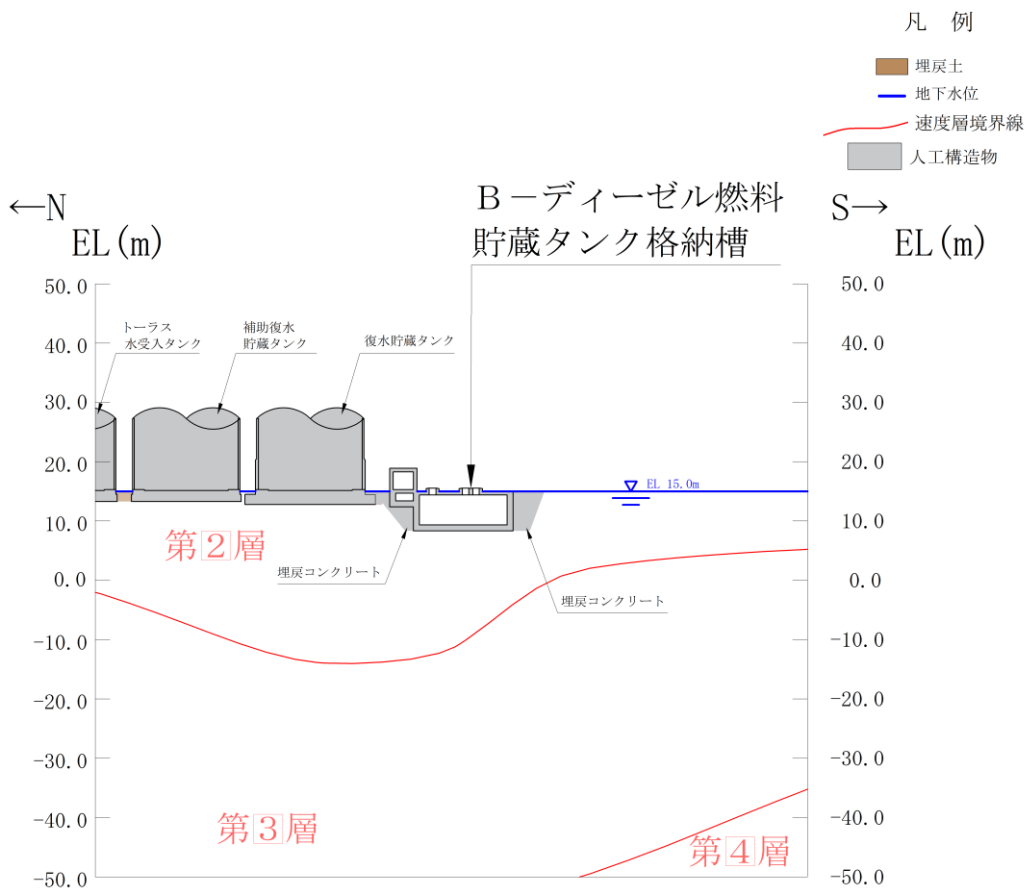 凡 例
埋戻土
地下水位
速度層境界線
人工構造物
←N
EL(m)
B-ディーゼル燃料
貯蔵タンク格納槽
S→
EL(m)
50.0
40.0
30.0
20.0
10.0
0.0
-10.0
-20.0
-30.0
-40.0
-50.0
トーラス
水受入タンク
補助復水
貯蔵タンク
復水貯蔵タンク
EL 15.0m
第2層
埋戻コンクリート
埋戻コンクリート
第3層
第4層
50.0
40.0
30.0
20.0
10.0
0.0
-10.0
-20.0
-30.0
-40.0
-50.0